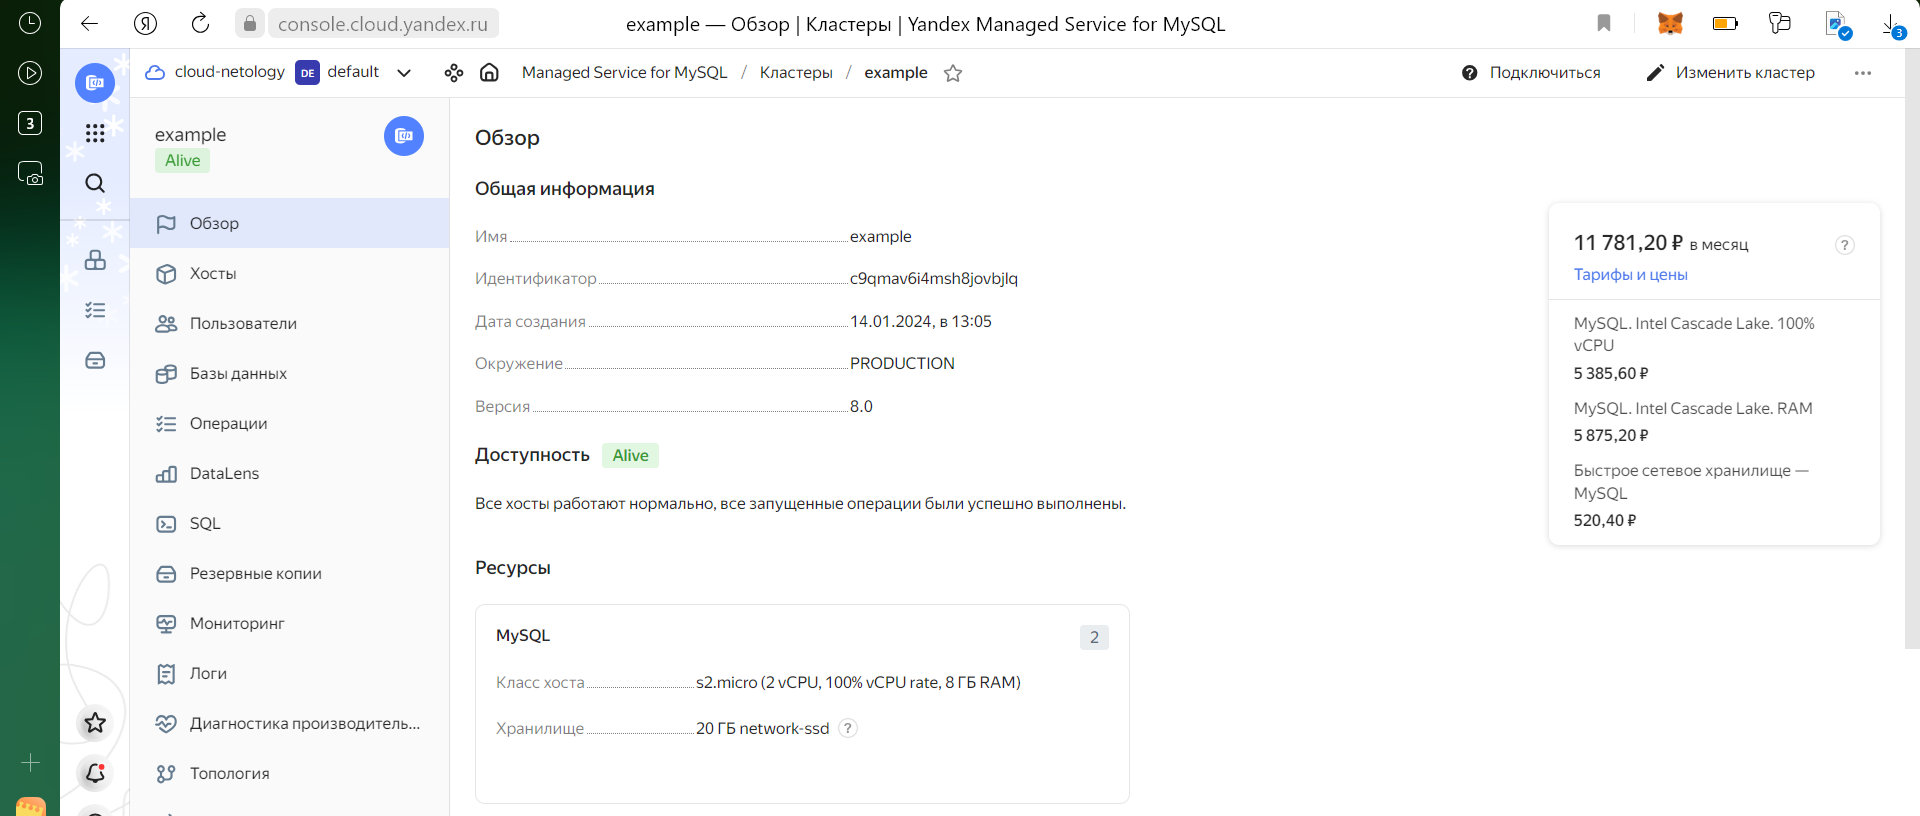 console.cloud.yandex.ru
example — Обзор | Кластеры | Yandex Managed Service for MySQL
3
3
cloud-netology
DE
default
Managed Service for MySQL / Кластеры / example
Подключиться
Изменить кластер
example
Alive
Обзор
Хосты
Пользователи
Базы данных
Операции
DataLens
SQL
Резервные копии
Мониторинг
Логи
Диагностика производитель...
Топология
Обзор
Общая информация
Имя example
Идентификатор c9qmav6i4msh8jovbjlq
Дата создания 14.01.2024, в 13:05
Окружение PRODUCTION
Версия 8.0
Доступность Alive
Все хосты работают нормально, все запущенные операции были успешно выполнены.
Ресурсы
MySQL 2
Класс хоста s2.micro (2 vCPU, 100% vCPU rate, 8 ГБ RAM)
Хранилище 20 ГБ network-ssd ?
11 781,20 ₽ в месяц ?
Тарифы и цены
MySQL. Intel Cascade Lake. 100%
vCPU
5 385,60 ₽
MySQL. Intel Cascade Lake. RAM
5 875,20 ₽
Быстрое сетевое хранилище —
MySQL
520,40 ₽